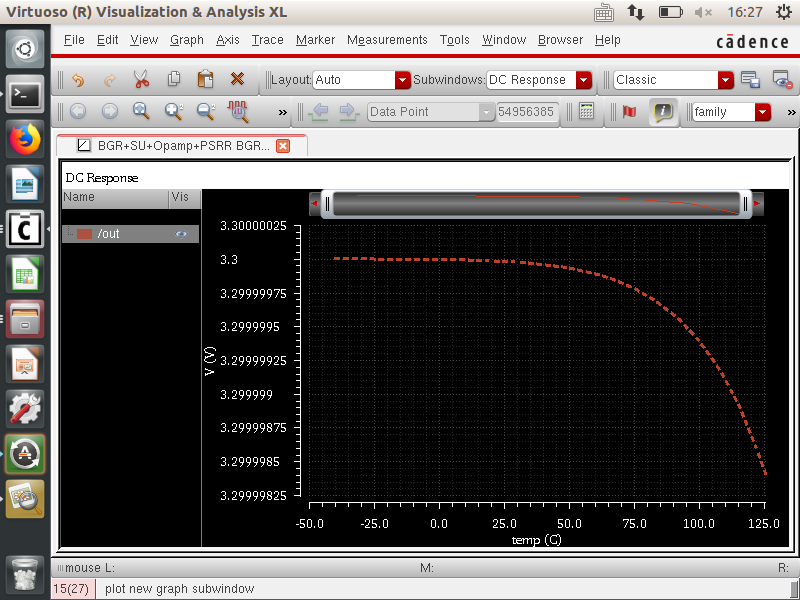 Virtuoso (R) Visualization & Analysis XL
16:27
File Edit View Graph Axis Trace Marker Measurements Tools Window Browser Help
cādence
Layout: Auto Subwindows: DC Response Classic
» Data Point 54956385 family »
BGR+SU+Opamp+PSRR BGR...
DC Response
Name Vis
/out
3.30000025
3.3
3.29999975
3.2999995
3.29999925
3.299999
3.29999875
3.2999985
3.29999825
V (V)
-50.0 -25.0 0.0 25.0 50.0 75.0 100.0 125.0
temp (C)
mouse L: M: R:
15(27) plot new graph subwindow